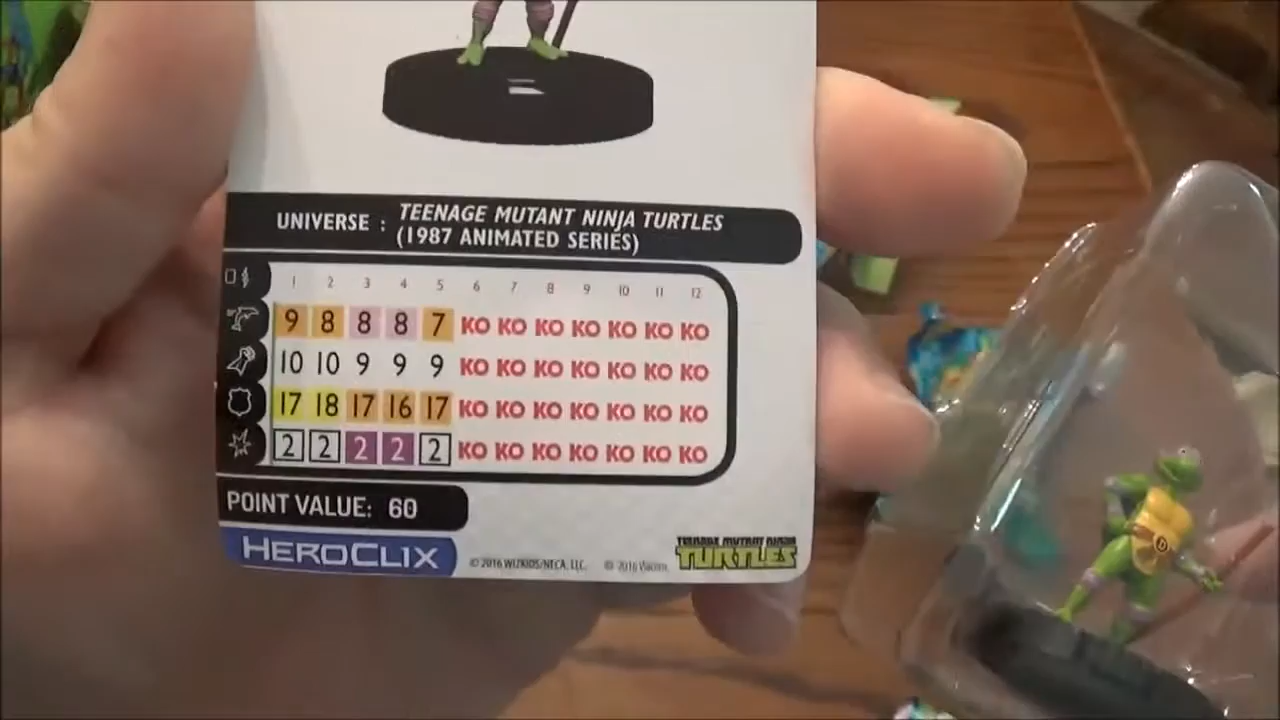 UNIVERSE : TEENAGE MUTANT NINJA TURTLES
(1987 ANIMATED SERIES)
1 2 3 4 5 6 7 8 9 10 11 12
9 8 8 8 7 KO KO KO KO KO KO KO
10 10 9 9 9 KO KO KO KO KO KO KO
17 18 17 16 17 KO KO KO KO KO KO KO
2 2 2 2 2 KO KO KO KO KO KO KO
POINT VALUE: 60
HEROCLIX
© 2016 WIZKIDS/NECA, LLC. © 2016 Viacom
TEENAGE MUTANT NINJA
TURTLES
D